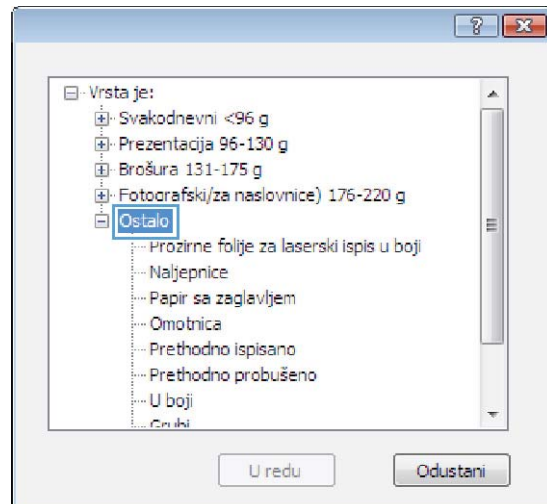 Vrsta je:
Svakodnevni <96 g
Prezentacija 96-130 g
Brošura 131-175 g
Fotografski/za naslovnice) 176-220 g
Ostalo
Prozirne folije za laserski ispis u boji
Naljepnice
Papir sa zaglavljem
Omotnica
Prethodno ispisano
Prethodno probušeno
U boji
Grubi
U redu
Odustani